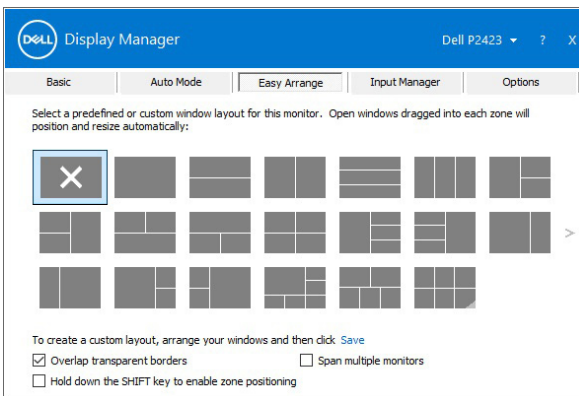 DELL Display Manager Dell P2423 ? X
Basic Auto Mode Easy Arrange Input Manager Options
Select a predefined or custom window layout for this monitor. Open windows dragged into each zone will
position and resize automatically:
>
To create a custom layout, arrange your windows and then click Save
Overlap transparent borders Span multiple monitors
Hold down the SHIFT key to enable zone positioning